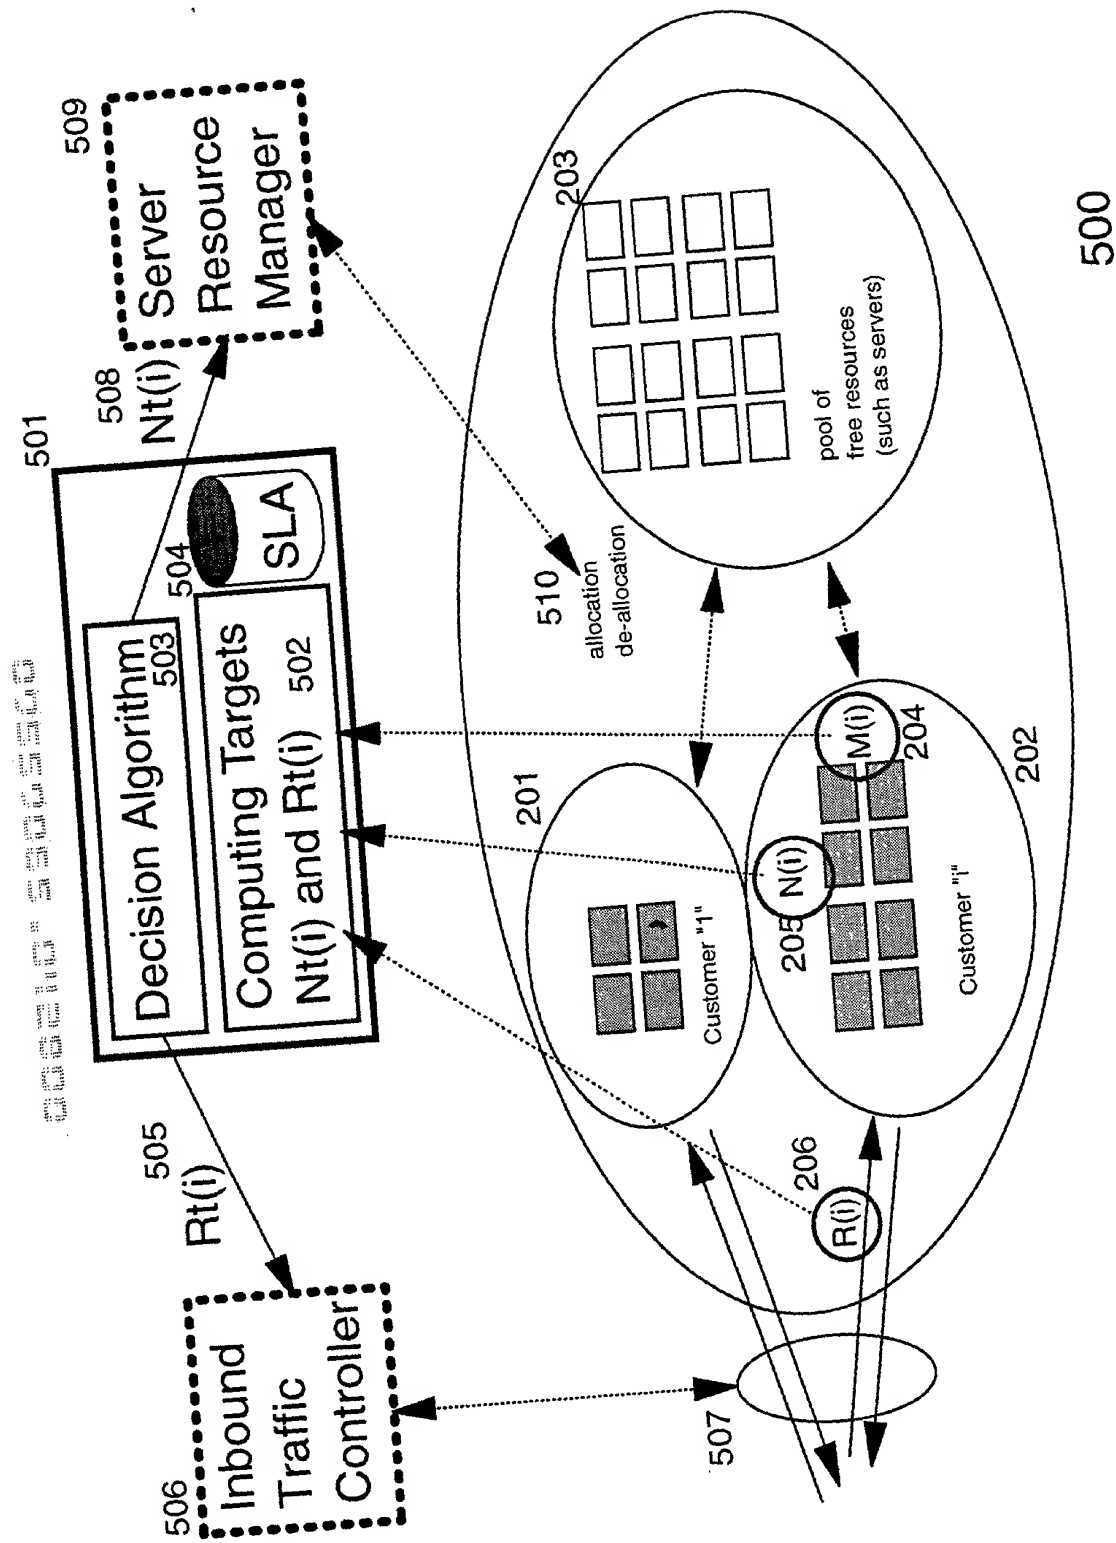 506
Inbound
Traffic
Controller
505
Rt(i)
501
Decision Algorithm
503
Computing Targets
Nt(i) and Rt(i)
502
504
SLA
508
Nt(i)
509
Server
Resource
Manager
507
R(i)
206
201
Customer "1"
205
N(i)
M(i)
204
Customer "i"
202
510
allocation
de-allocation
203
pool of
free resources
(such as servers)
500